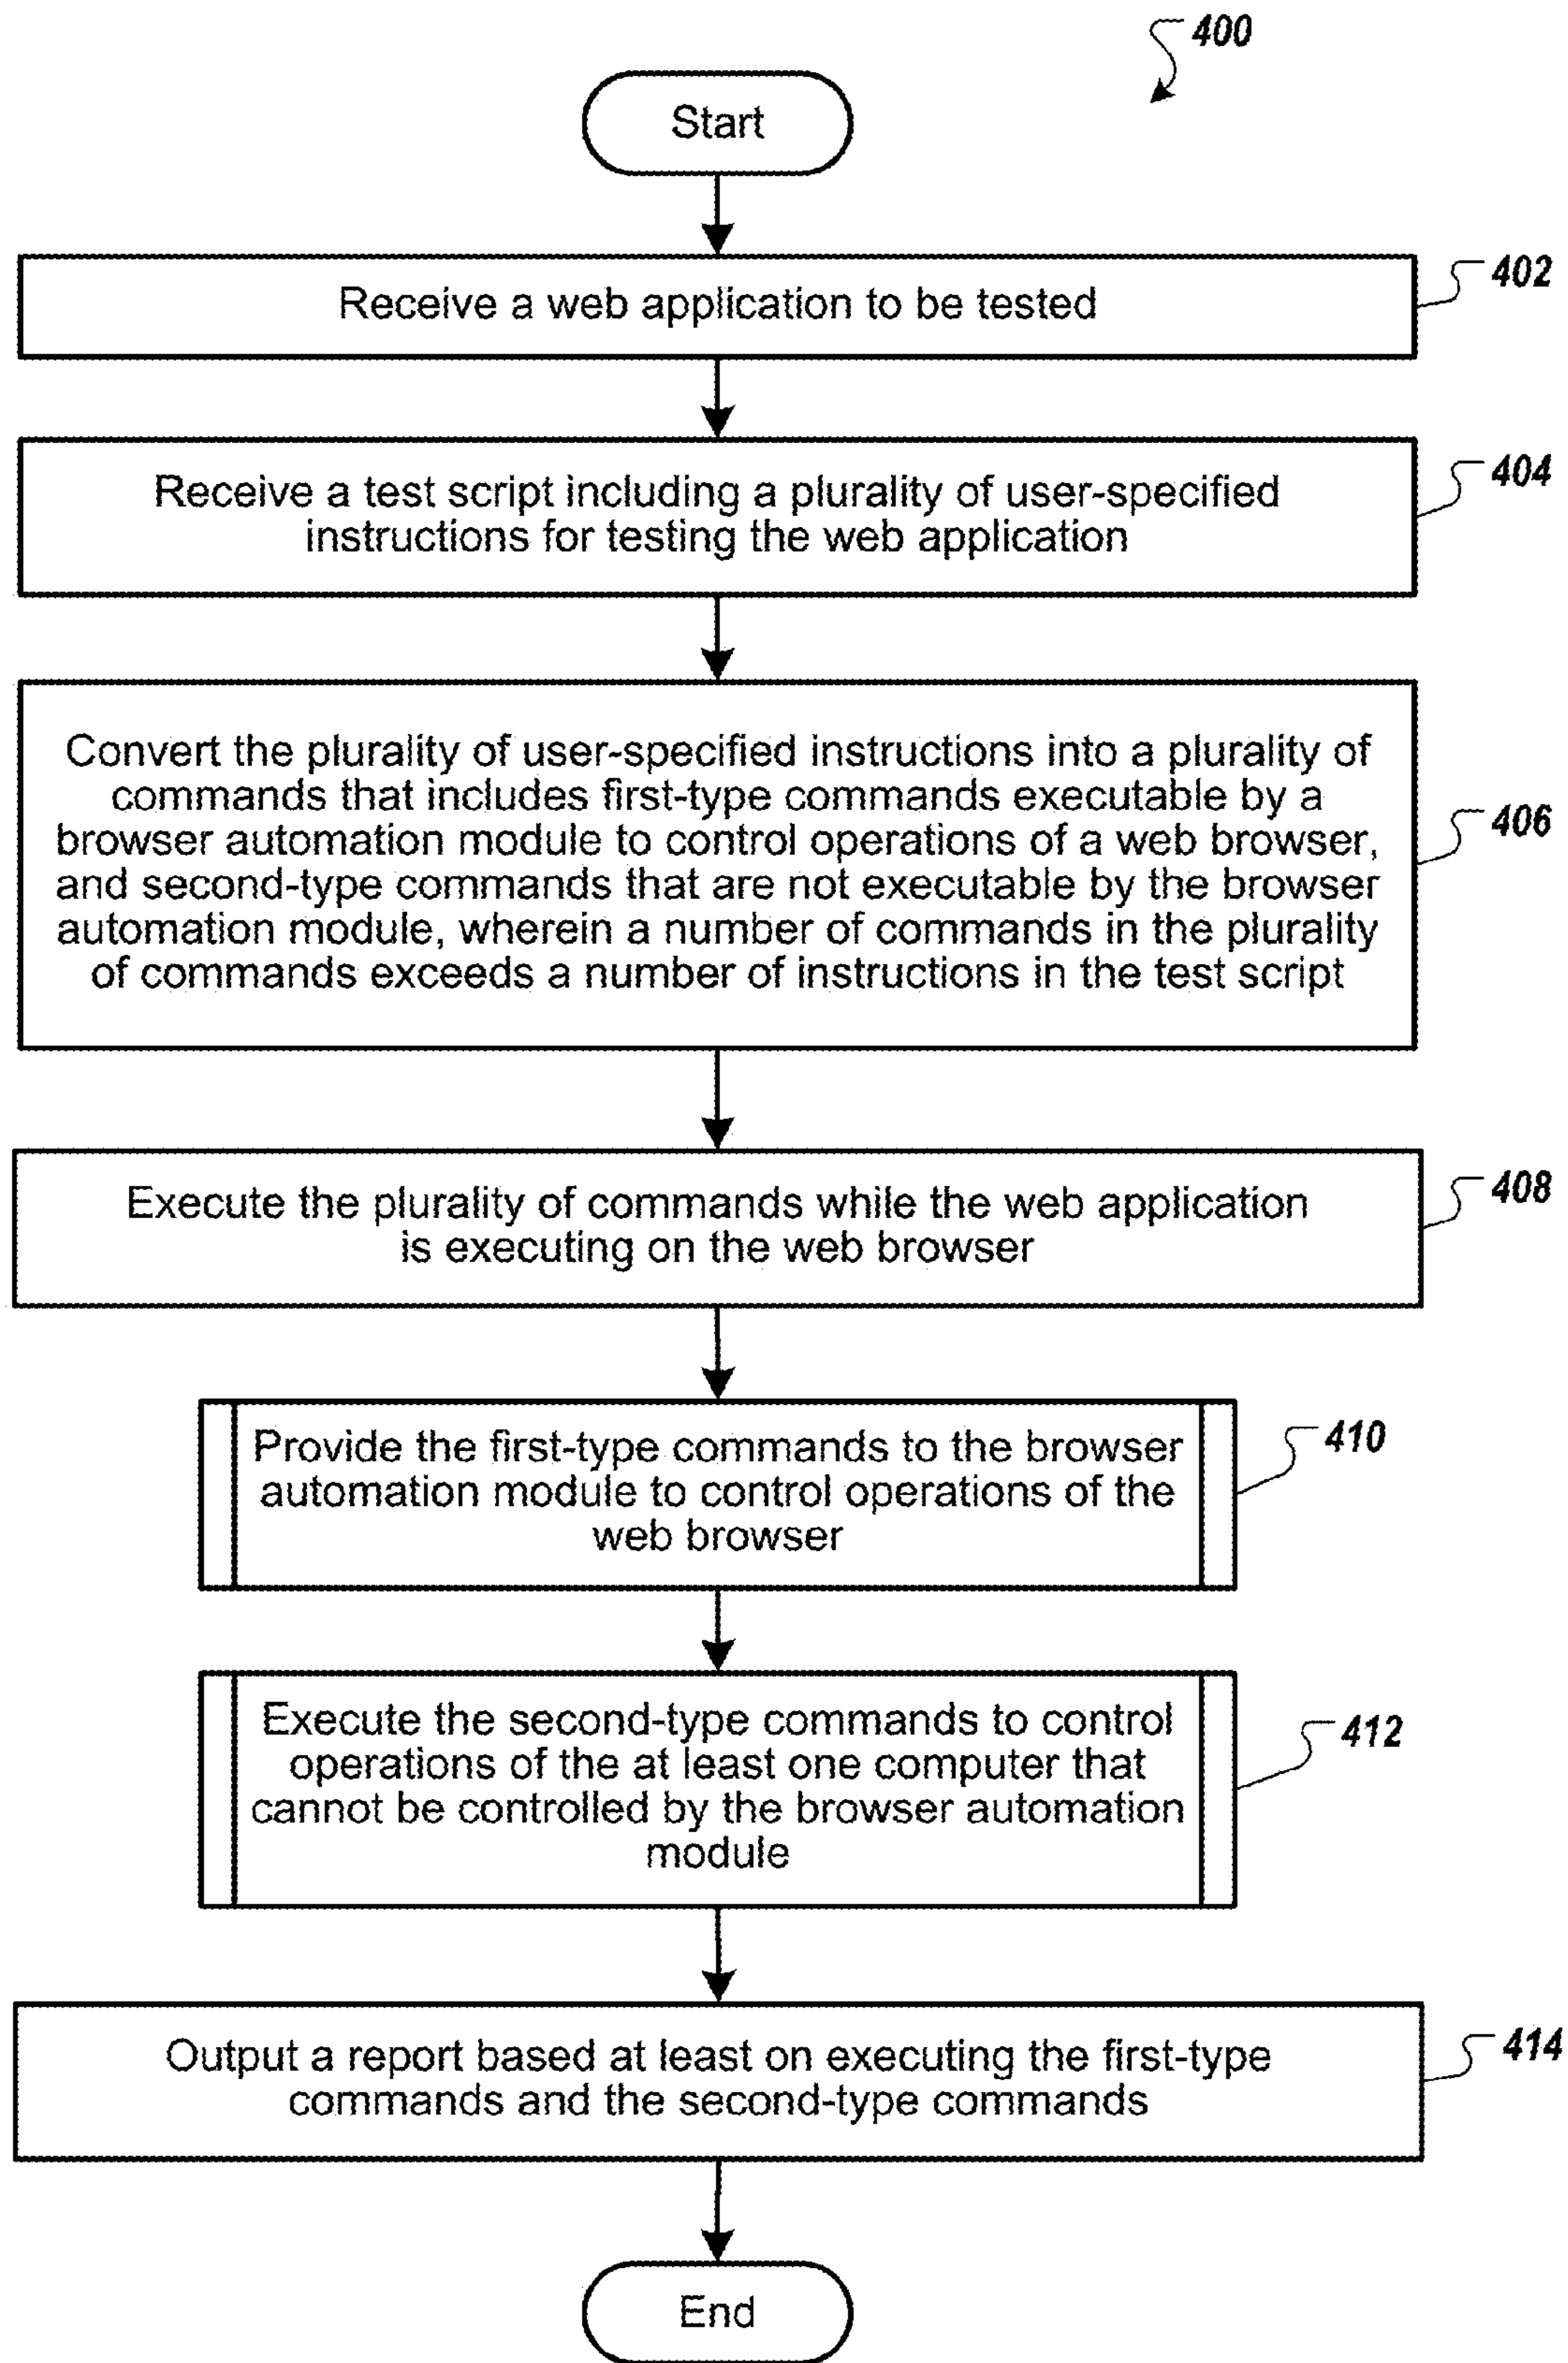 400
Start
Receive a web application to be tested
402
Receive a test script including a plurality of user-specified
instructions for testing the web application
404
Convert the plurality of user-specified instructions into a plurality of
commands that includes first-type commands executable by a
browser automation module to control operations of a web browser,
and second-type commands that are not executable by the browser
automation module, wherein a number of commands in the plurality
of commands exceeds a number of instructions in the test script
406
Execute the plurality of commands while the web application
is executing on the web browser
408
Provide the first-type commands to the browser
automation module to control operations of the
web browser
410
Execute the second-type commands to control
operations of the at least one computer that
cannot be controlled by the browser automation
module
412
Output a report based at least on executing the first-type
commands and the second-type commands
414
End